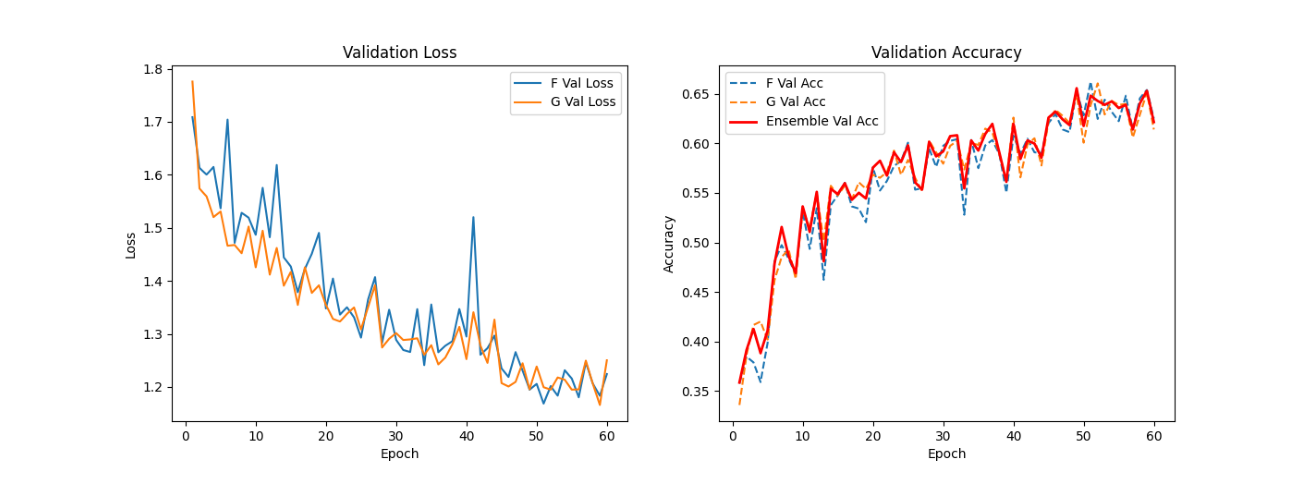 Validation Loss
1.8
1.7
1.6
1.5
1.4
1.3
1.2
Loss
0
10
20
30
40
50
60
Epoch
F Val Loss
G Val Loss
Validation Accuracy
0.65
0.60
0.55
0.50
0.45
0.40
0.35
Accuracy
0
10
20
30
40
50
60
Epoch
F Val Acc
G Val Acc
Ensemble Val Acc